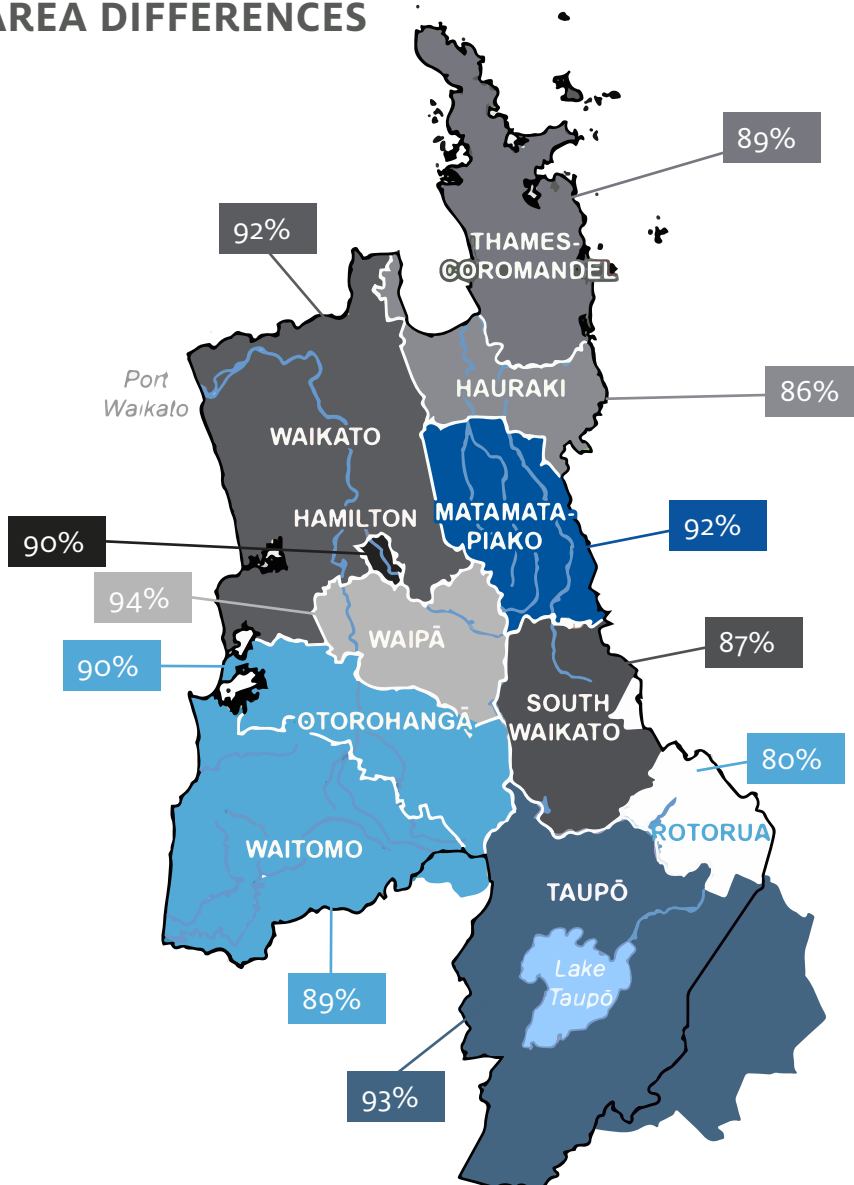 AREA DIFFERENCES
89%
92%
THAMES-
COROMANDEL
Port
Waikato
HAURAKI
86%
WAIKATO
HAMILTON
MATAMATA-
PIAKO
92%
90%
94%
WAIPĀ
87%
90%
SOUTH
WAIKATO
OTOROHANGĀ
80%
ROTORUA
WAITOMO
TAUPŌ
Lake
Taupō
89%
93%